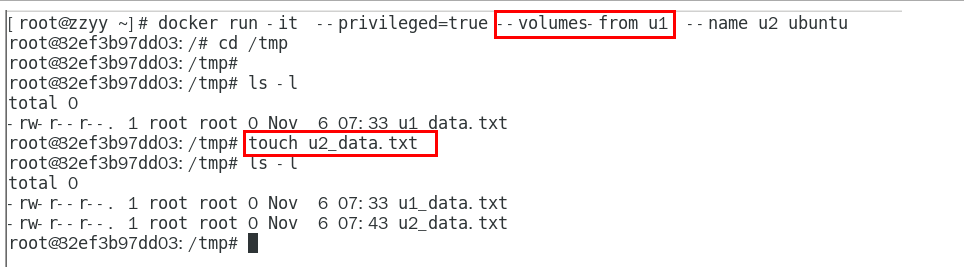 [root@zzyy ~]# docker run -it  --privileged=true --volumes-from u1  --name u2 ubuntu
root@32ef3b97dd03:/# cd /tmp
root@32ef3b97dd03:/tmp#
root@32ef3b97dd03:/tmp# ls -l
total 0
-rw-r--r--. 1 root root 0 Nov  6 07:33 u1_data.txt
root@32ef3b97dd03:/tmp# touch u2_data.txt
root@32ef3b97dd03:/tmp# ls -l
total 0
-rw-r--r--. 1 root root 0 Nov  6 07:33 u1_data.txt
-rw-r--r--. 1 root root 0 Nov  6 07:43 u2_data.txt
root@32ef3b97dd03:/tmp#